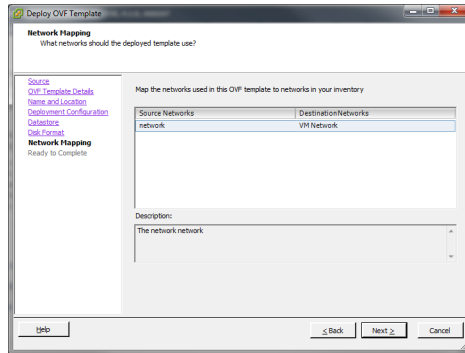 Deploy OVF Template
Network Mapping
What networks should the deployed template use?
Source
OVF Template Details
Name and Location
Deployment Configuration
Datastore
Disk Format
Network Mapping
Ready to Complete
Map the networks used in this OVF template to networks in your inventory
Source Networks DestinationNetworks
network VM Network
Description:
The network network
Help
< Back Next > Cancel